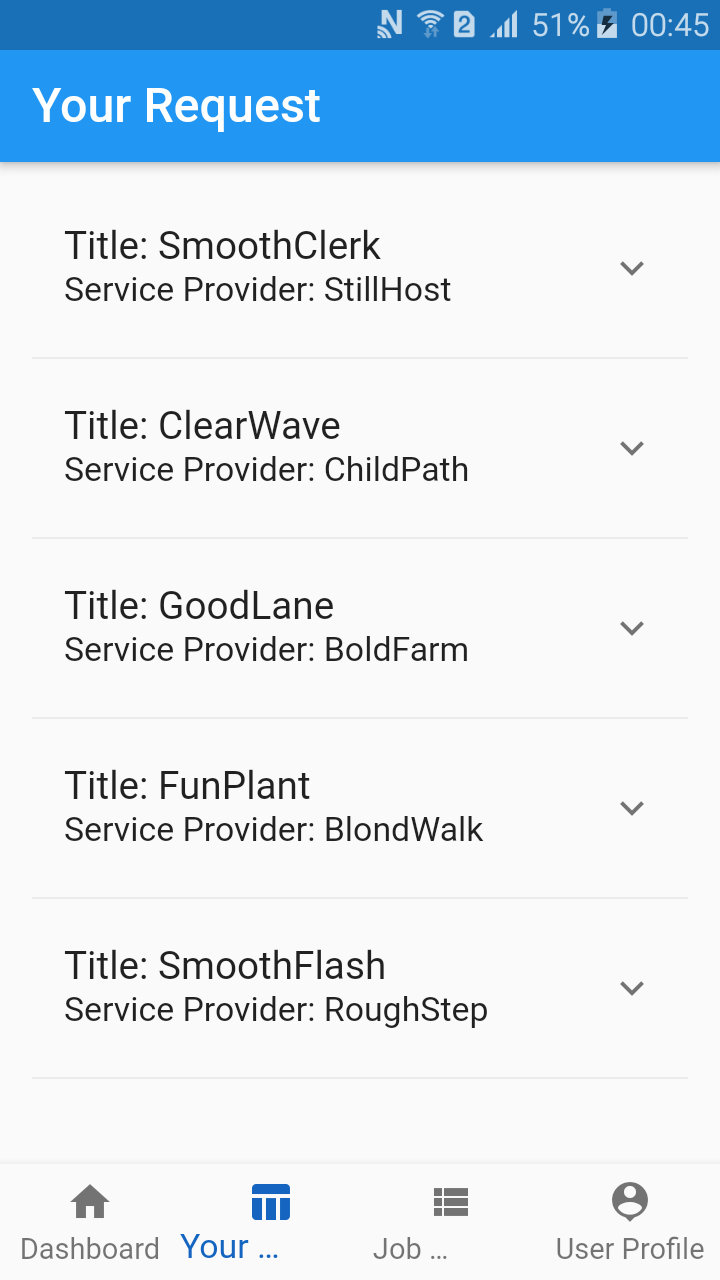 51% 00:45
Your Request
Title: SmoothClerk
Service Provider: StillHost
Title: ClearWave
Service Provider: ChildPath
Title: GoodLane
Service Provider: BoldFarm
Title: FunPlant
Service Provider: BlondWalk
Title: SmoothFlash
Service Provider: RoughStep
Dashboard Your ... Job ... User Profile